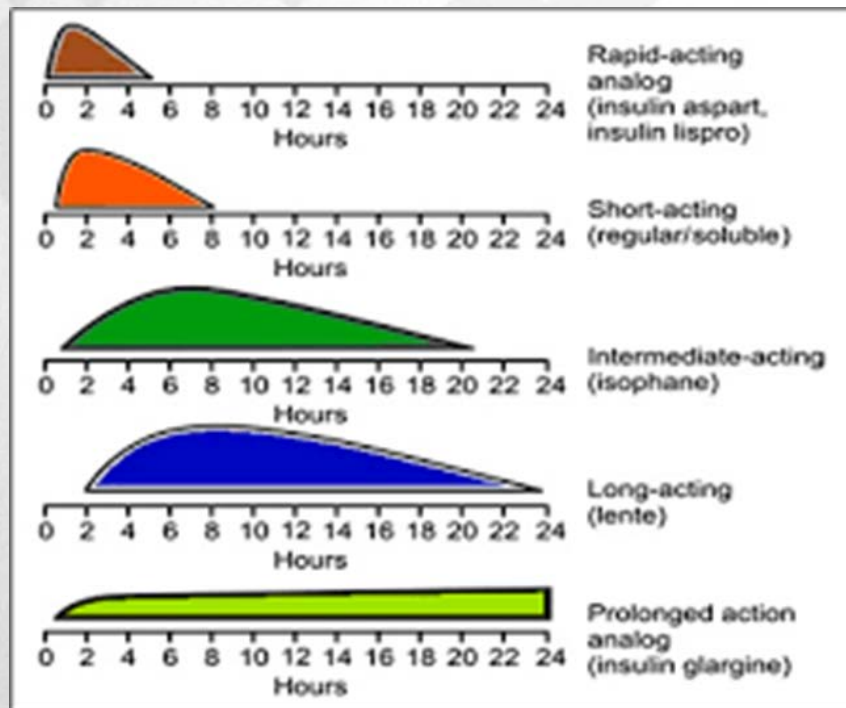 Rapid-acting
analog
(insulin aspart,
insulin lispro)
0 2 4 6 8 10 12 14 16 18 20 22 24
Hours
Short-acting
(regular/soluble)
0 2 4 6 8 10 12 14 16 18 20 22 24
Hours
Intermediate-acting
(isophane)
0 2 4 6 8 10 12 14 16 18 20 22 24
Hours
Long-acting
(lente)
0 2 4 6 8 10 12 14 16 18 20 22 24
Hours
Prolonged action
analog
(insulin glargine)
0 2 4 6 8 10 12 14 16 18 20 22 24
Hours